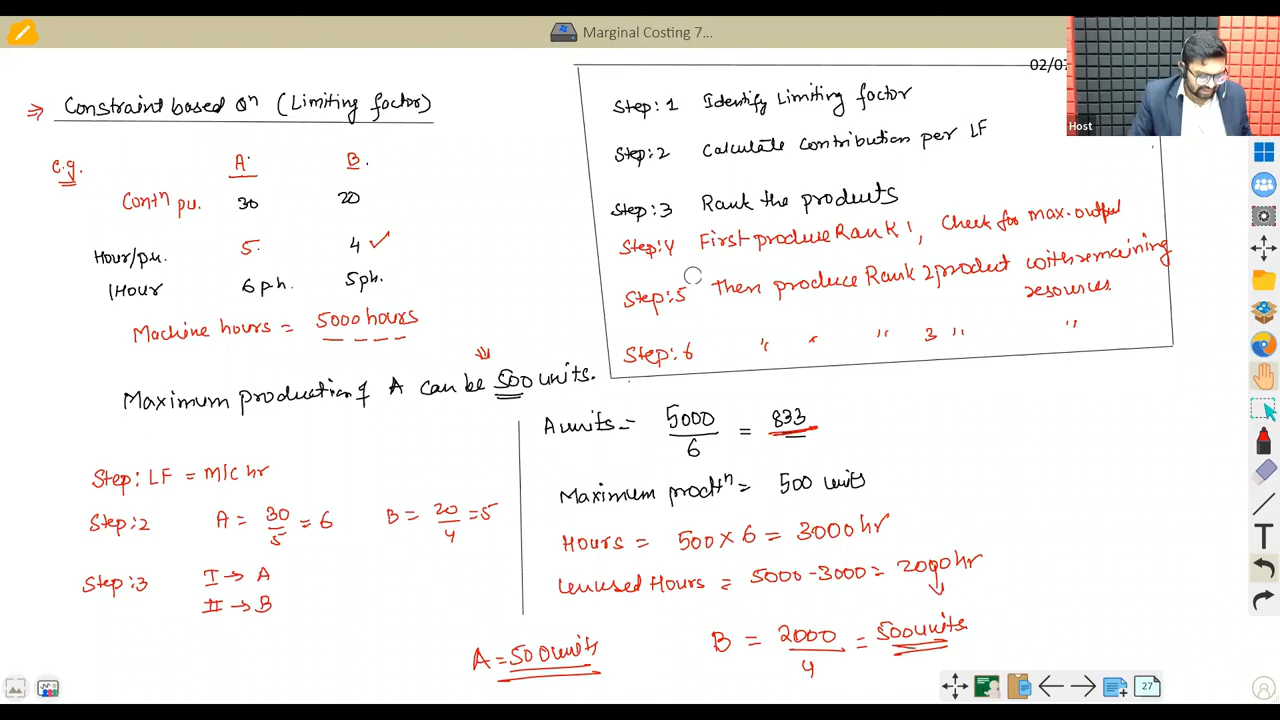 Marginal Costing 7...
02/07
Host
⇒ Constraint based Qn (Limiting factor)
e.g. A B
Contn pu. 30 20
Hour/pu. 5 4 ✓
1 Hour 6 ph. 5 ph.
Machine hours = 5000 hours
Maximum production of A can be 500 units.
Step: LF = M/C hr
Step:2 A = 30/5 = 6 B = 20/4 = 5
Step:3 I → A
II → B
Step:1 Identify Limiting factor
Step:2 Calculate contribution per LF
Step:3 Rank the products
Step:4 First produce Rank 1, Check for max. output
Step:5 Then produce Rank 2 product with remaining
resources.
Step:6 " " " 3 " "
A units = 5000/6 = 833
Maximum prodtn = 500 units
Hours = 500 × 6 = 3000 hr
Unused Hours = 5000 - 3000 = 2000 hr
B = 2000/4 = 500 units
A = 500 units
27